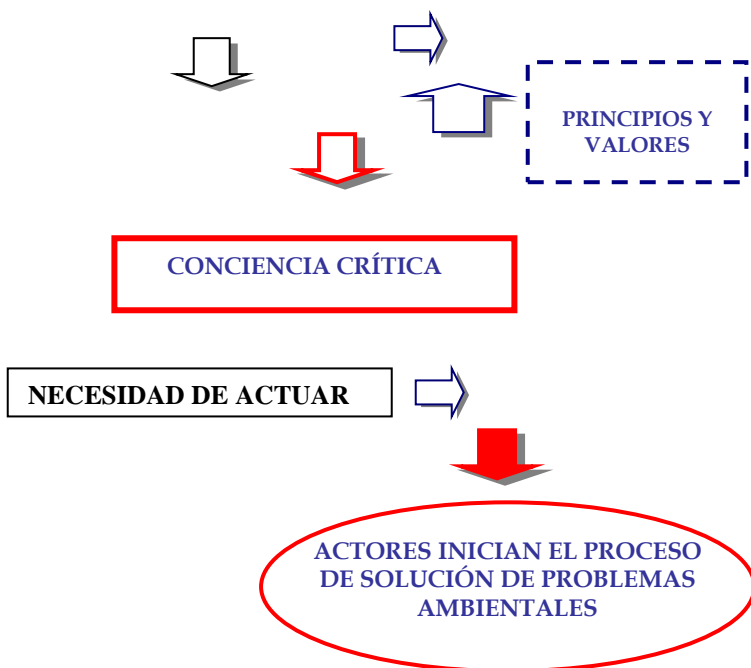 PRINCIPIOS Y
VALORES
CONCIENCIA CRÍTICA
NECESIDAD DE ACTUAR
ACTORES INICIAN EL PROCESO
DE SOLUCIÓN DE PROBLEMAS
AMBIENTALES